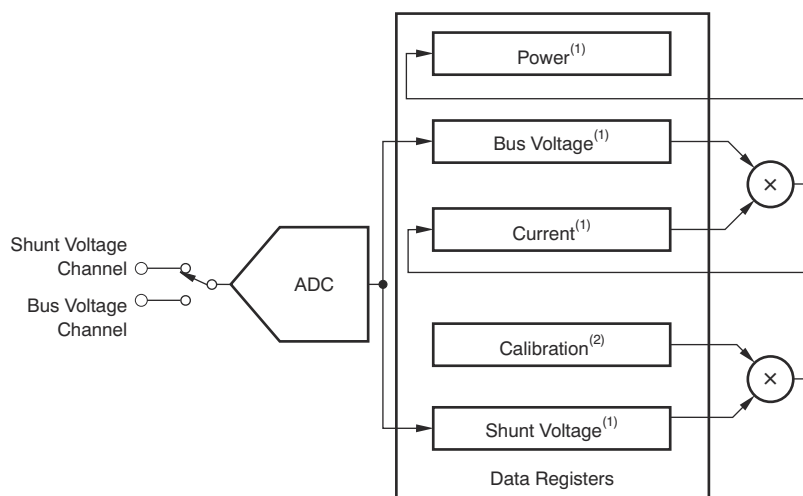 Power(1)
Bus Voltage(1)
×
Shunt Voltage
Channel
Current(1)
ADC
Bus Voltage
Channel
Calibration(2)
×
Shunt Voltage(1)
Data Registers